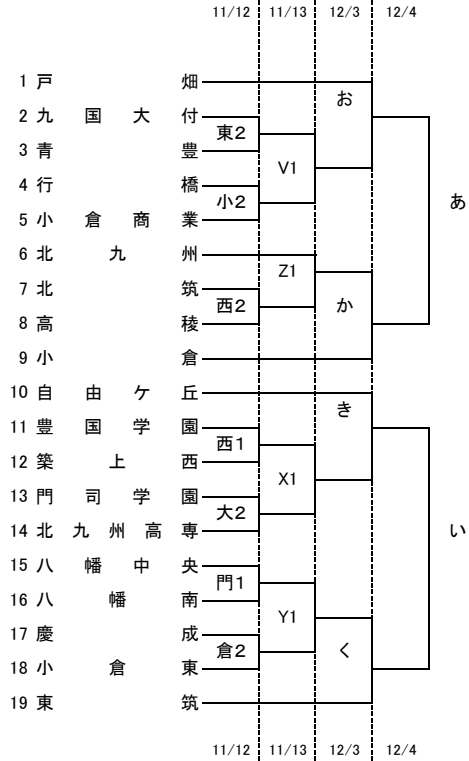 11/12 11/13 12/3 12/4
1 戸畑
お
2 九国大付
東2
3 青豊
V1
4 行橋
小2
あ
5 小倉商業
6 北九州
Z1
7 北筑
西2
か
8 高稜
9 小倉
10 自由ケ丘
き
11 豊国学園
西1
12 築上西
X1
13 門司学園
大2
14 北九州高専
い
15 八幡中央
門1
16 八幡南
Y1
17 慶成
倉2
く
18 小倉東
19 東筑
11/12 11/13 12/3 12/4